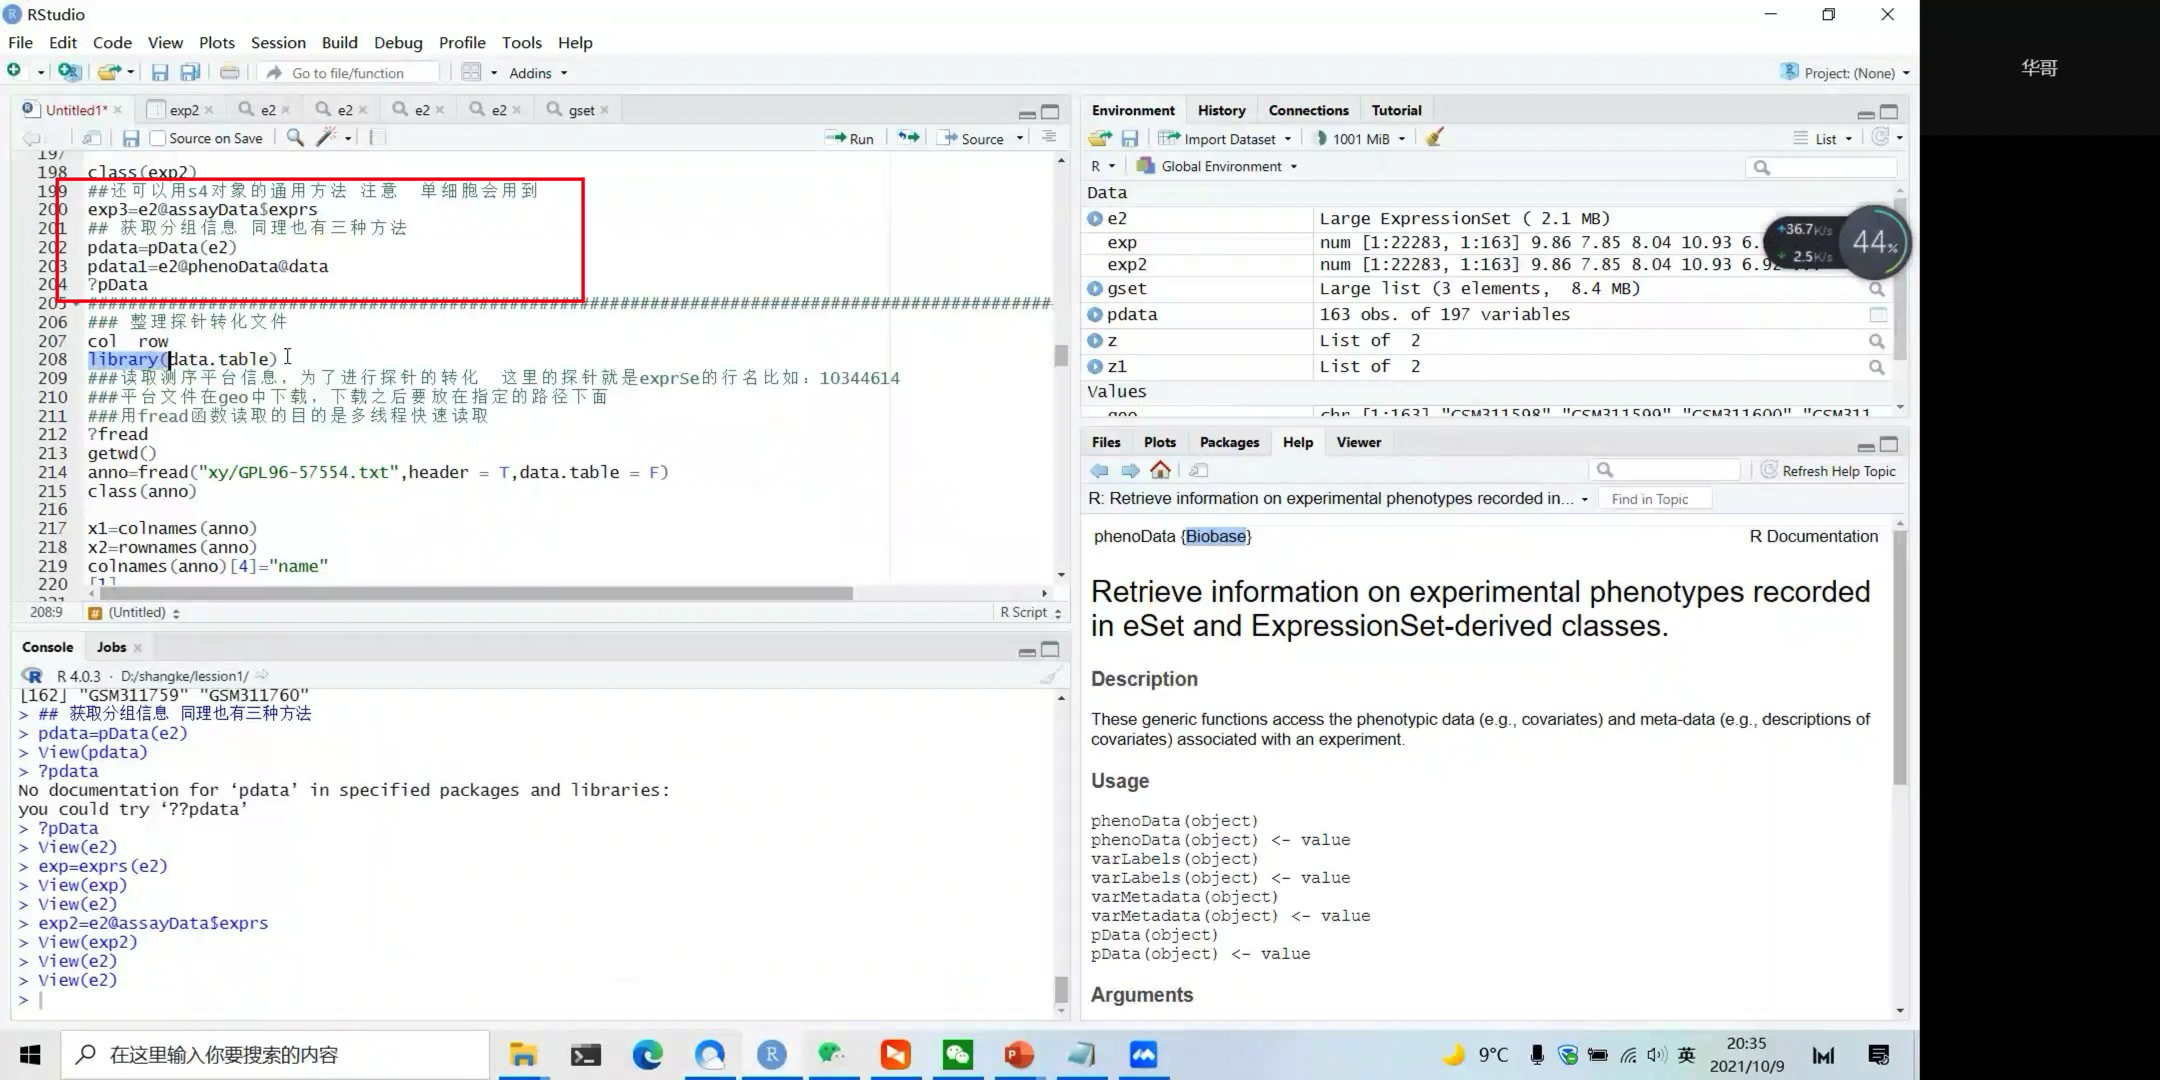 RStudio
File Edit Code View Plots Session Build Debug Profile Tools Help
Go to file/function Addins Project: (None)
华哥
Untitled1* exp2 e2 e2 e2 e2 gset
Source on Save Run Source
197
198 class(exp2)
199 ##还可以用s4对象的通用方法 注意 单细胞会用到
200 exp3=e2@assayData$exprs
201 ## 获取分组信息 同理也有三种方法
202 pdata=pData(e2)
203 pdata1=e2@phenoData@data
204 ?pData
205 ##############################################################################################################
206 ### 整理探针转化文件
207 col row
208 library(data.table)
209 ###读取测序平台信息，为了进行探针的转化 这里的探针就是exprSe的行名比如：10344614
210 ###平台文件在geo中下载，下载之后要放在指定的路径下面
211 ###用fread函数读取的目的是多线程快速读取
212 ?fread
213 getwd()
214 anno=fread("xy/GPL96-57554.txt",header = T,data.table = F)
215 class(anno)
216
217 x1=colnames(anno)
218 x2=rownames(anno)
219 colnames(anno)[4]="name"
220 [1]
208:9 (Untitled) R Script
Console Jobs
R 4.0.3 · D:/shangke/lession1/
[162] "GSM311759" "GSM311760"
> ## 获取分组信息 同理也有三种方法
> pdata=pData(e2)
> View(pdata)
> ?pdata
No documentation for ‘pdata’ in specified packages and libraries:
you could try ‘??pdata’
> ?pData
> View(e2)
> exp=exprs(e2)
> View(exp)
> View(e2)
> exp2=e2@assayData$exprs
> View(exp2)
> View(e2)
> View(e2)
>
Environment History Connections Tutorial
Import Dataset 1001 MiB List
R Global Environment
Data
e2 Large ExpressionSet ( 2.1 MB)
exp num [1:22283, 1:163] 9.86 7.85 8.04 10.93 6.
exp2 num [1:22283, 1:163] 9.86 7.85 8.04 10.93 6.92 ...
gset Large list (3 elements, 8.4 MB)
pdata 163 obs. of 197 variables
z List of 2
z1 List of 2
Values
geo chr [1:163] "GSM311598" "GSM311599" "GSM311600" "GSM311
36.7K/s
2.5K/s
44%
Files Plots Packages Help Viewer
Refresh Help Topic
R: Retrieve information on experimental phenotypes recorded in... Find in Topic
phenoData {Biobase} R Documentation
Retrieve information on experimental phenotypes recorded
in eSet and ExpressionSet-derived classes.
Description
These generic functions access the phenotypic data (e.g., covariates) and meta-data (e.g., descriptions of
covariates) associated with an experiment.
Usage
phenoData(object)
phenoData(object) <- value
varLabels(object)
varLabels(object) <- value
varMetadata(object)
varMetadata(object) <- value
pData(object)
pData(object) <- value
Arguments
在这里输入你要搜索的内容
9°C 英 20:35
2021/10/9